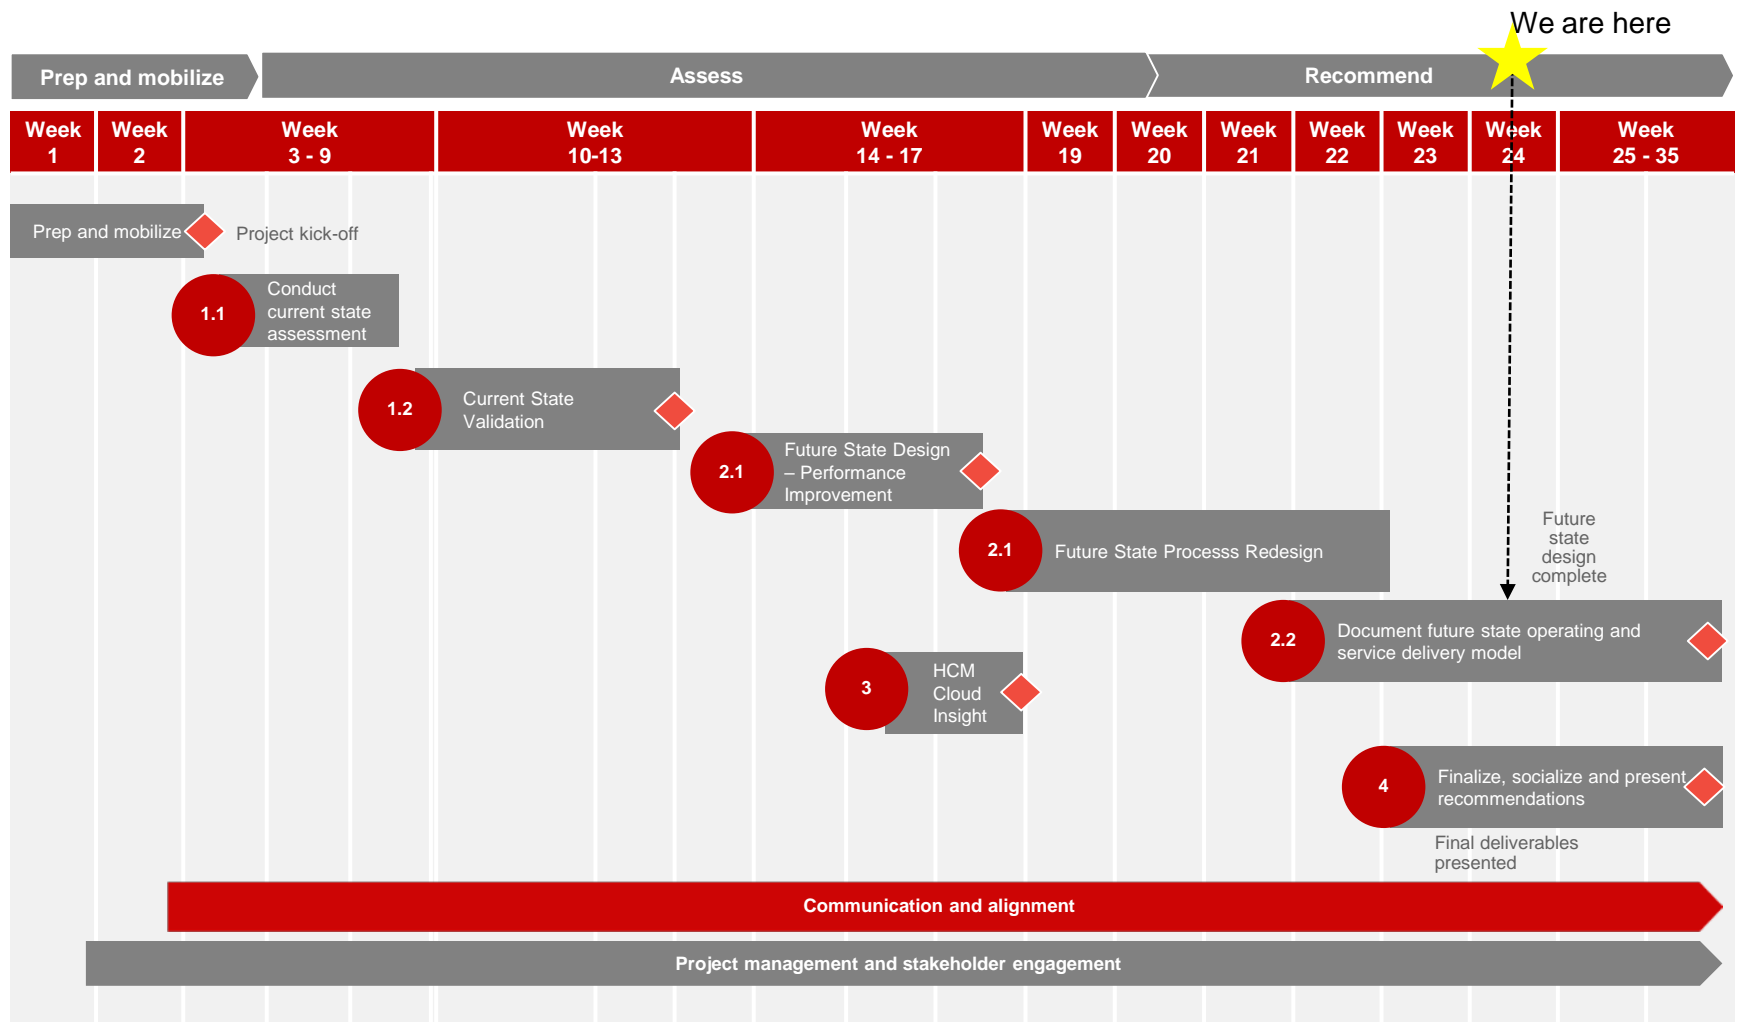 We are here
Prep and mobilize
Assess
Recommend
Week
1
Week
2
Week
3 - 9
Week
10-13
Week
14 - 17
Week
19
Week
20
Week
21
Week
22
Week
23
Week
24
Week
25 - 35
Prep and mobilize
Project kick-off
1.1
Conduct
current state
assessment
1.2
Current State
Validation
2.1
Future State Design
– Performance
Improvement
2.1
Future State Processs Redesign
Future
state
design
complete
2.2
Document future state operating and
service delivery model
3
HCM
Cloud
Insight
4
Finalize, socialize and present
recommendations
Final deliverables
presented
Communication and alignment
Project management and stakeholder engagement